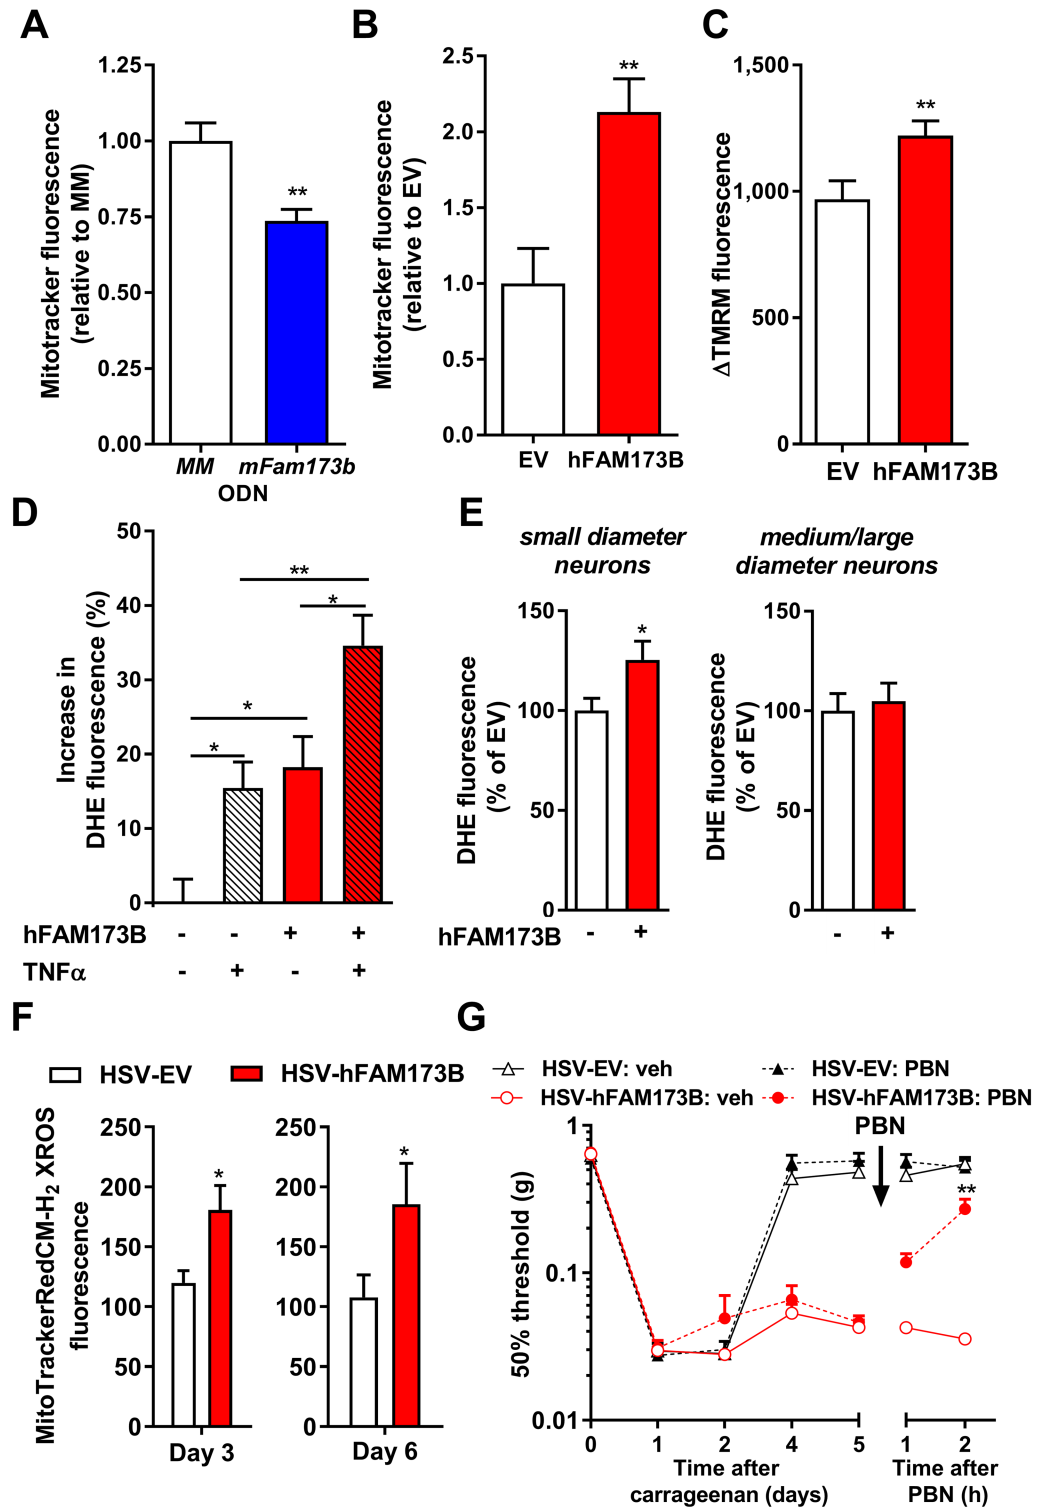 A
Mitotracker fluorescence
(relative to MM)
1.25
1.00
0.75
0.50
0.25
0.00
**
MM
mFam173b
ODN
B
Mitotracker fluorescence
(relative to EV)
2.5
2.0
1.5
1.0
0.5
0.0
**
EV
hFAM173B
C
ΔTMRM fluorescence
1,500
1,000
500
0
**
EV
hFAM173B
D
Increase in
DHE fluorescence (%)
50
40
30
20
10
0
**
*
*
*
hFAM173B - - + +
TNFα - + - +
E
small diameter
neurons
DHE fluorescence
(% of EV)
150
100
50
0
*
medium/large
diameter neurons
DHE fluorescence
(% of EV)
150
100
50
0
hFAM173B - + - +
F
HSV-EV
HSV-hFAM173B
MitoTrackerRedCM-H2 XROS
fluorescence
250
200
150
100
50
0
*
Day 3
250
200
150
100
50
0
*
Day 6
G
HSV-EV: veh
HSV-EV: PBN
HSV-hFAM173B: veh
HSV-hFAM173B: PBN
PBN
50% threshold (g)
1
0.1
0.01
**
0 1 2 4 5 1 2
Time after
carrageenan (days)
Time after
PBN (h)